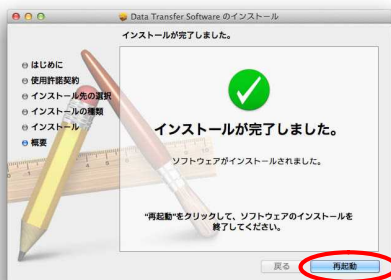 Data Transfer Software のインストール
インストールが完了しました。
はじめに
使用許諾契約
インストール先の選択
インストールの種類
インストール
概要
インストールが完了しました。
ソフトウェアがインストールされました。
"再起動"をクリックして、ソフトウェアのインストールを
終了してください。
戻る
再起動